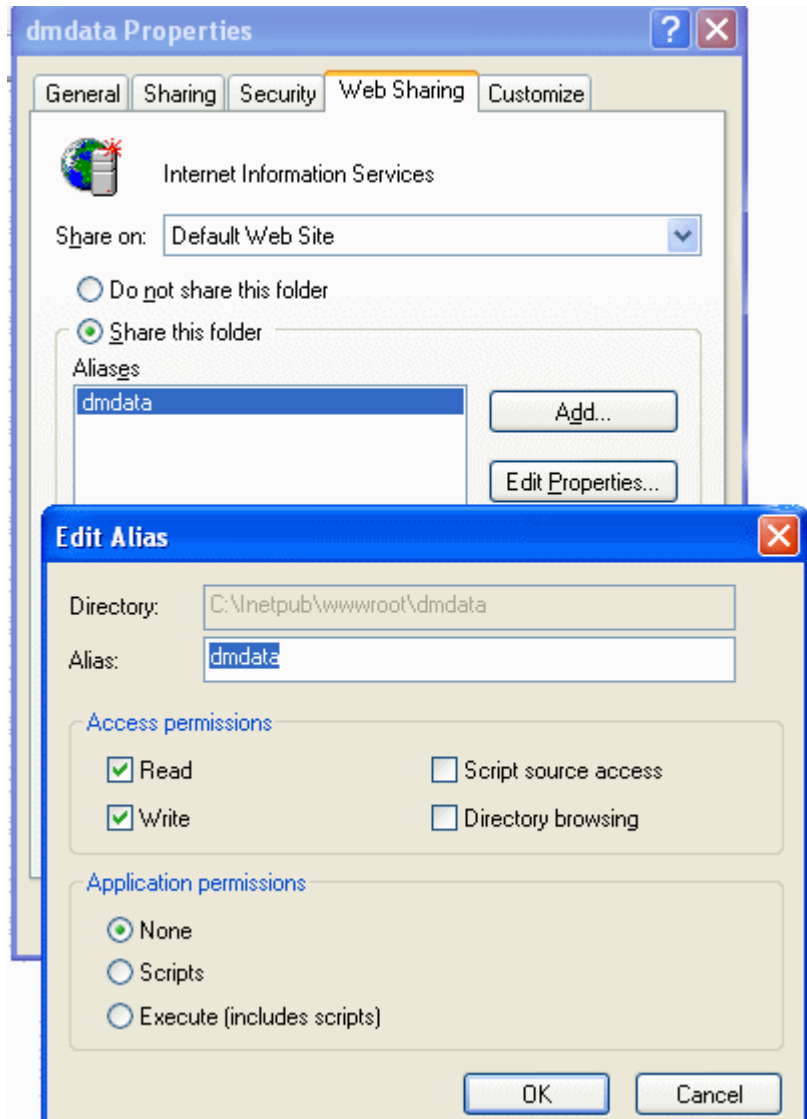 dmdata Properties
General Sharing Security Web Sharing Customize
Internet Information Services
Share on: Default Web Site
Do not share this folder
Share this folder
Aliases
dmdata
Add...
Edit Properties...
Edit Alias
Directory: C:\Inetpub\wwwroot\dmdata
Alias: dmdata
Access permissions
Read Script source access
Write Directory browsing
Application permissions
None
Scripts
Execute (includes scripts)
OK Cancel